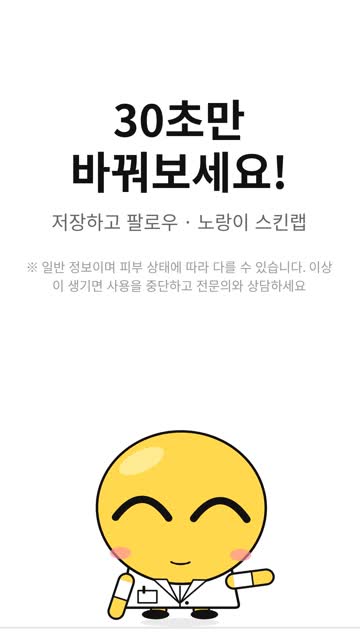 30초만
바꿔보세요!
저장하고 팔로우 · 노랑이 스킨랩
※ 일반 정보이며 피부 상태에 따라 다를 수 있습니다. 이상
이 생기면 사용을 중단하고 전문의와 상담하세요